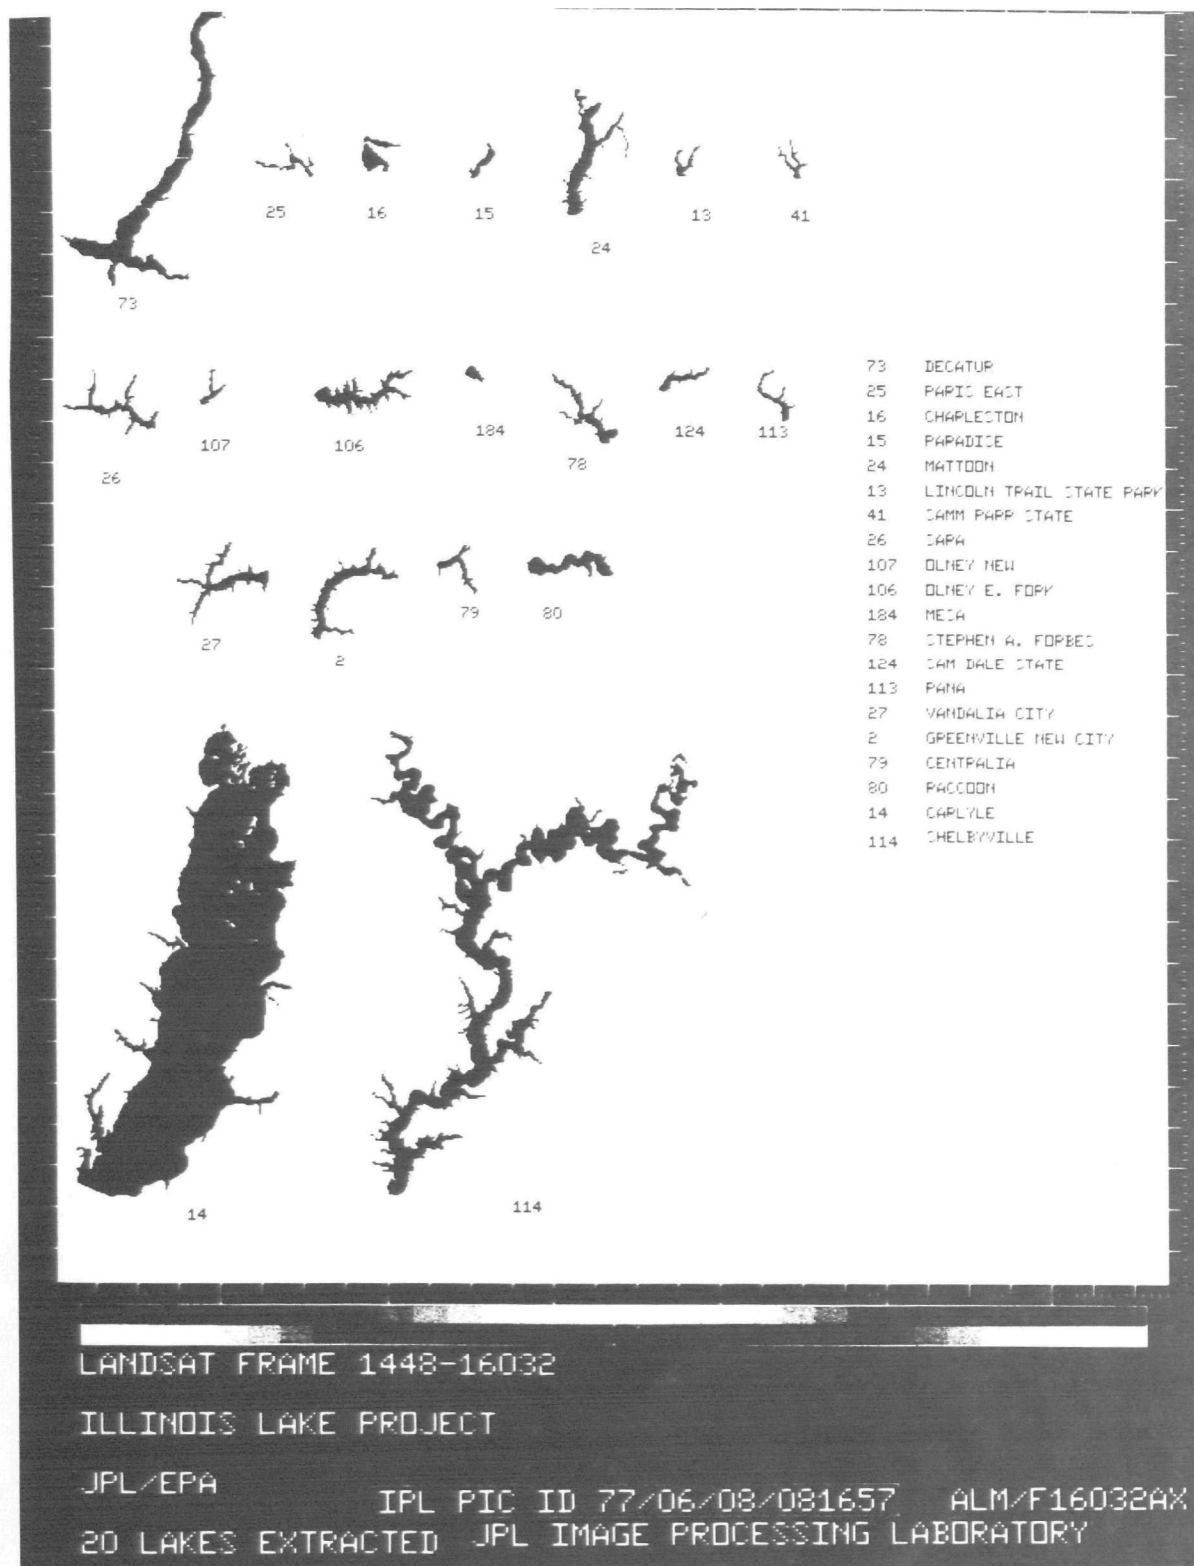 25 16 15 13 41
24
73
107 106 184 124 113
26 78
27 2 79 80
14 114
73 DECATUR
25 PARIS EAST
16 CHARLESTON
15 PARADISE
24 MATTOON
13 LINCOLN TRAIL STATE PARK
41 SAMM PARR STATE
26 SARA
107 OLNEY NEW
106 OLNEY E. FORK
184 MESA
78 STEPHEN A. FORBES
124 SAM DALE STATE
113 PANA
27 VANDALIA CITY
2 GREENVILLE NEW CITY
79 CENTRALIA
80 RACCOON
14 CARLYLE
114 SHELBYVILLE
LANDSAT FRAME 1448-16032
ILLINOIS LAKE PROJECT
JPL/EPA
IPL PIC ID 77/06/08/081657 ALM/F16032AX
20 LAKES EXTRACTED JPL IMAGE PROCESSING LABORATORY